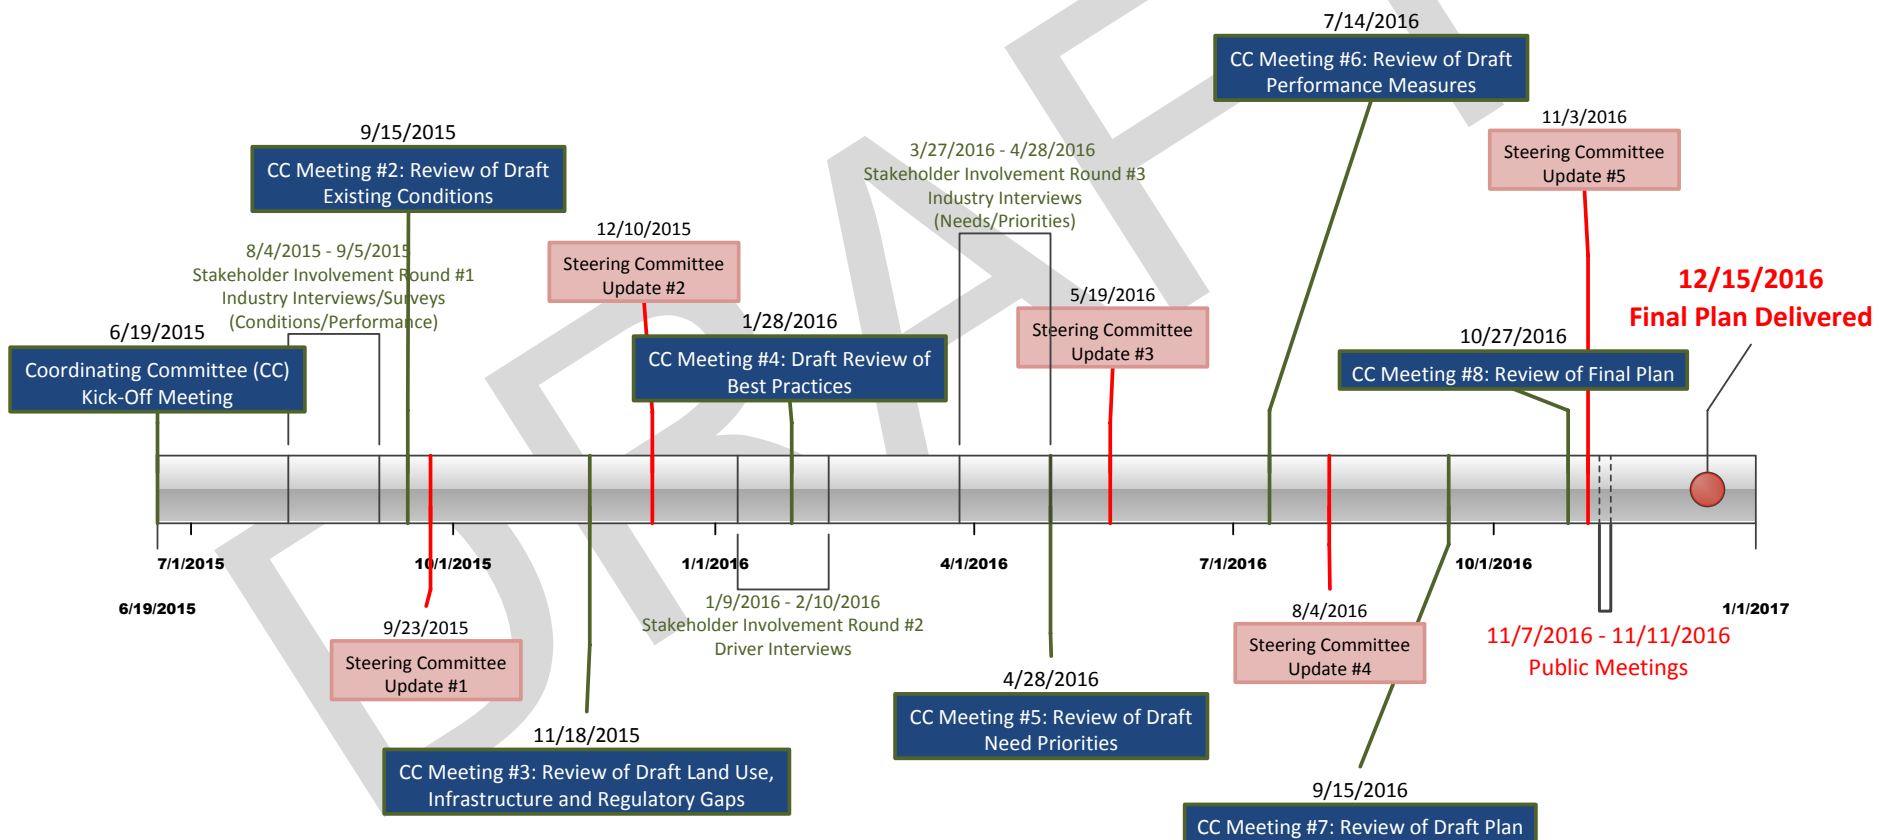 7/14/2016
CC Meeting #6: Review of Draft
Performance Measures
11/3/2016
Steering Committee
Update #5
9/15/2015
CC Meeting #2: Review of Draft
Existing Conditions
3/27/2016 - 4/28/2016
Stakeholder Involvement Round #3
Industry Interviews
(Needs/Priorities)
12/10/2015
Steering Committee
Update #2
8/4/2015 - 9/5/2015
Stakeholder Involvement Round #1
Industry Interviews/Surveys
(Conditions/Performance)
12/15/2016
Final Plan Delivered
5/19/2016
Steering Committee
Update #3
6/19/2015
Coordinating Committee (CC)
Kick-Off Meeting
1/28/2016
CC Meeting #4: Draft Review of
Best Practices
10/27/2016
CC Meeting #8: Review of Final Plan
7/1/2015
10/1/2015
1/1/2016
4/1/2016
7/1/2016
10/1/2016
6/19/2015
1/1/2017
9/23/2015
Steering Committee
Update #1
1/9/2016 - 2/10/2016
Stakeholder Involvement Round #2
Driver Interviews
8/4/2016
Steering Committee
Update #4
11/7/2016 - 11/11/2016
Public Meetings
11/18/2015
CC Meeting #3: Review of Draft Land Use,
Infrastructure and Regulatory Gaps
4/28/2016
CC Meeting #5: Review of Draft
Need Priorities
9/15/2016
CC Meeting #7: Review of Draft Plan
DRAFT